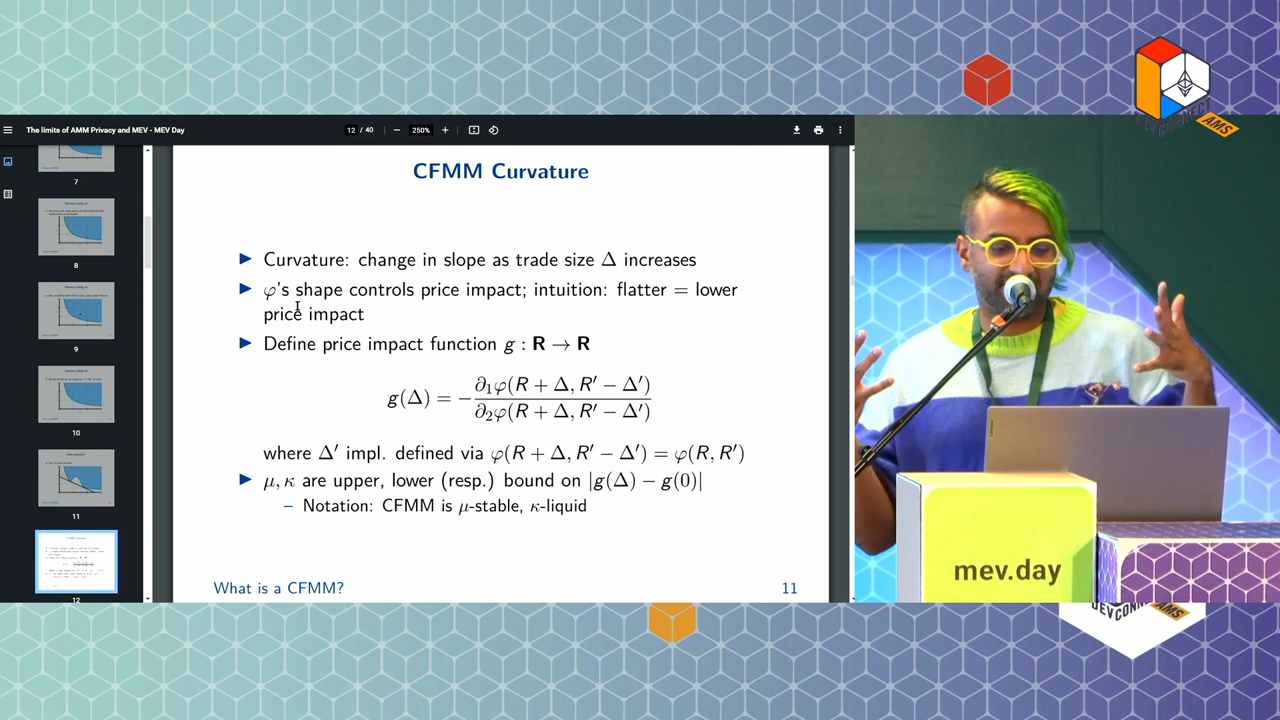 DEVCONNECT
AMS
The limits of AMM Privacy and MEV - MEV Day
12 / 40
250%
7
8
9
10
11
12
CFMM Curvature
Curvature: change in slope as trade size Δ increases
φ's shape controls price impact; intuition: flatter = lower
price impact
Define price impact function g : R → R
g(Δ) = − ∂₁φ(R + Δ, R′ − Δ′) / ∂₂φ(R + Δ, R′ − Δ′)
where Δ′ impl. defined via φ(R + Δ, R′ − Δ′) = φ(R, R′)
μ, κ are upper, lower (resp.) bound on |g(Δ) − g(0)|
– Notation: CFMM is μ-stable, κ-liquid
What is a CFMM?
11
Lenovo
mev.day
AMS